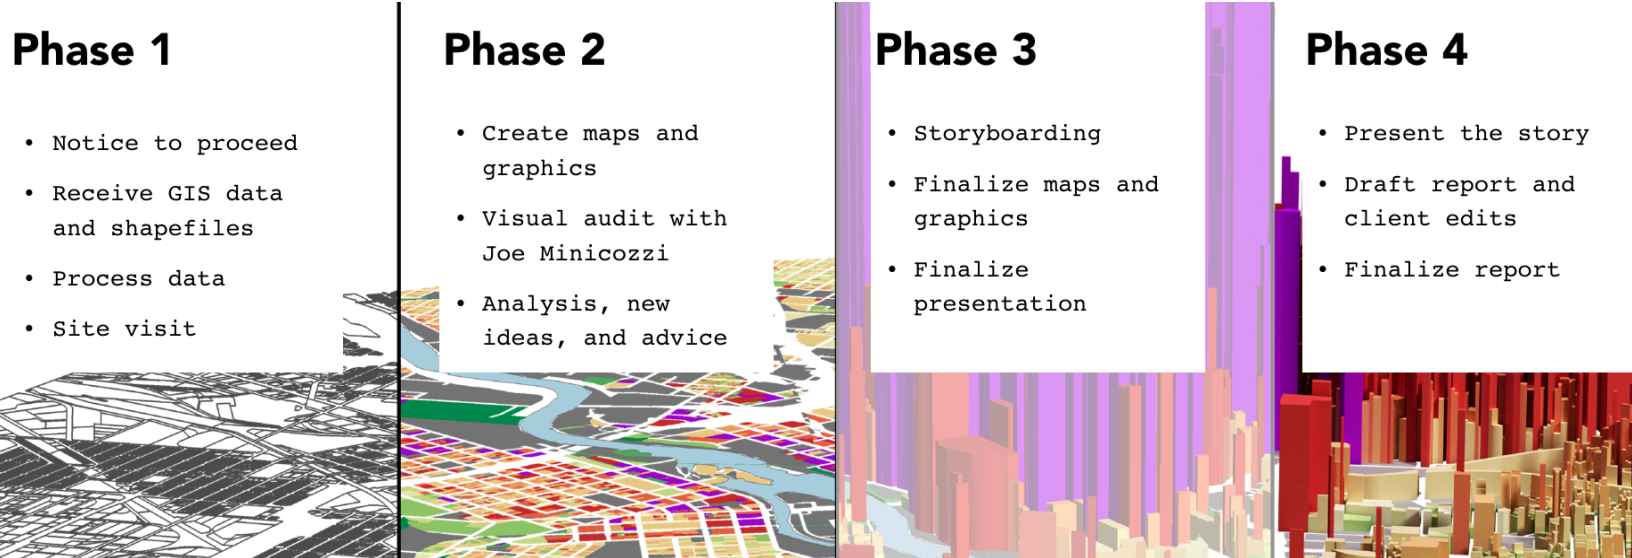 Phase 1
• Notice to proceed
• Receive GIS data
and shapefiles
• Process data
• Site visit
Phase 2
• Create maps and
graphics
• Visual audit with
Joe Minicozzi
• Analysis, new
ideas, and advice
Phase 3
• Storyboarding
• Finalize maps and
graphics
• Finalize
presentation
Phase 4
• Present the story
• Draft report and
client edits
• Finalize report